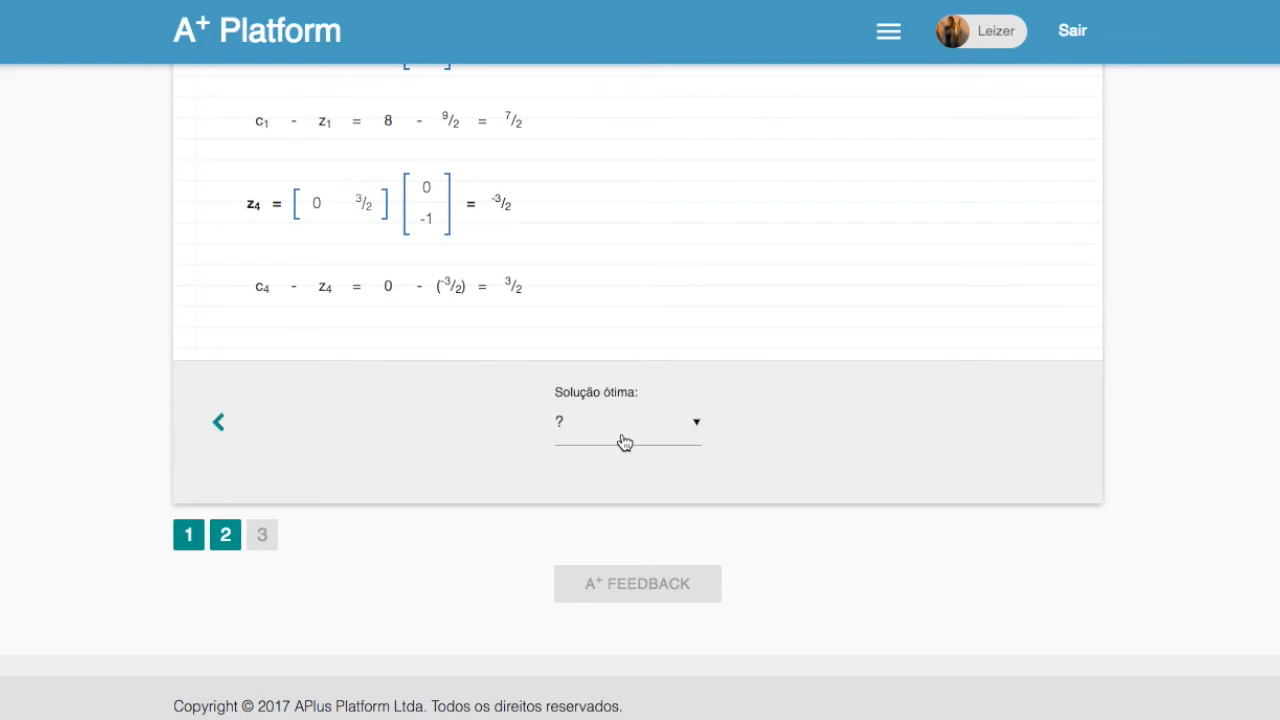 A⁺ Platform
Leizer
Sair
c₁ - z₁ = 8 - ⁹/₂ = ⁷/₂
z₄ = [ 0 ³/₂ ] [ 0 -1 ] = ⁻³/₂
c₄ - z₄ = 0 - (⁻³/₂) = ³/₂
Solução ótima:
?
1 2 3
A⁺ FEEDBACK
Copyright © 2017 APlus Platform Ltda. Todos os direitos reservados.